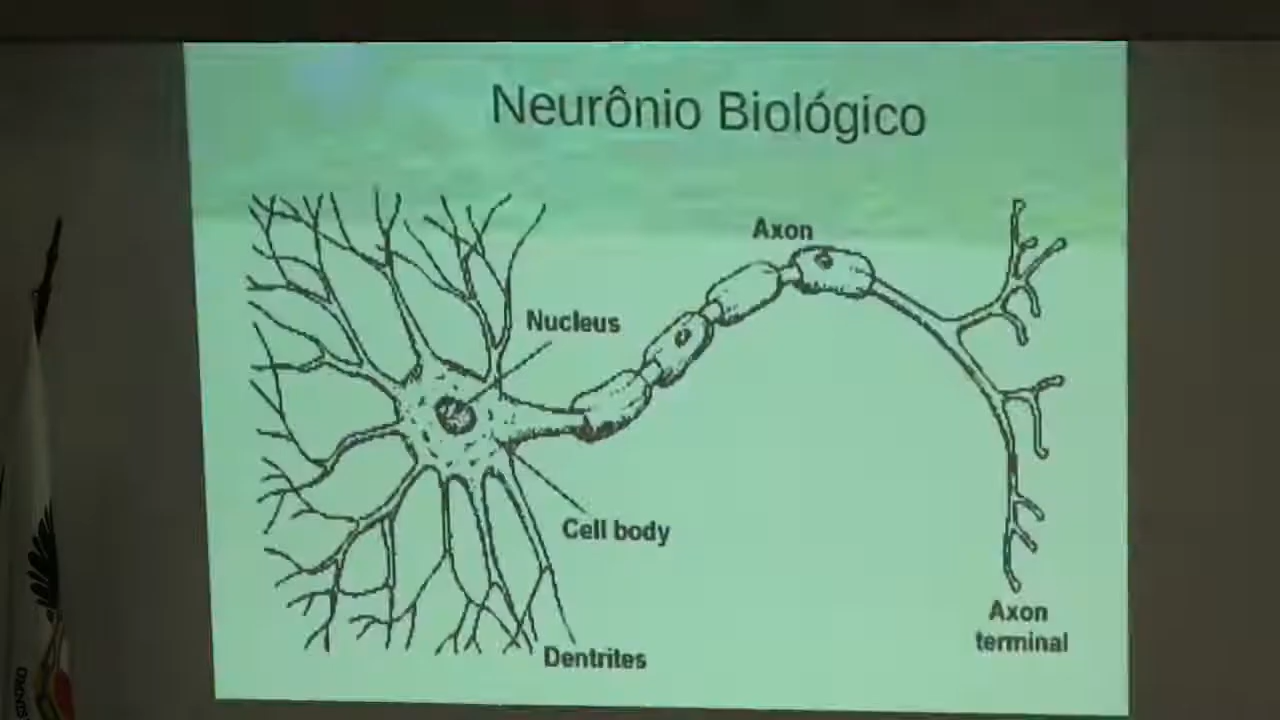 Neurônio Biológico
Axon
Nucleus
Cell body
Axon
terminal
Dentrites